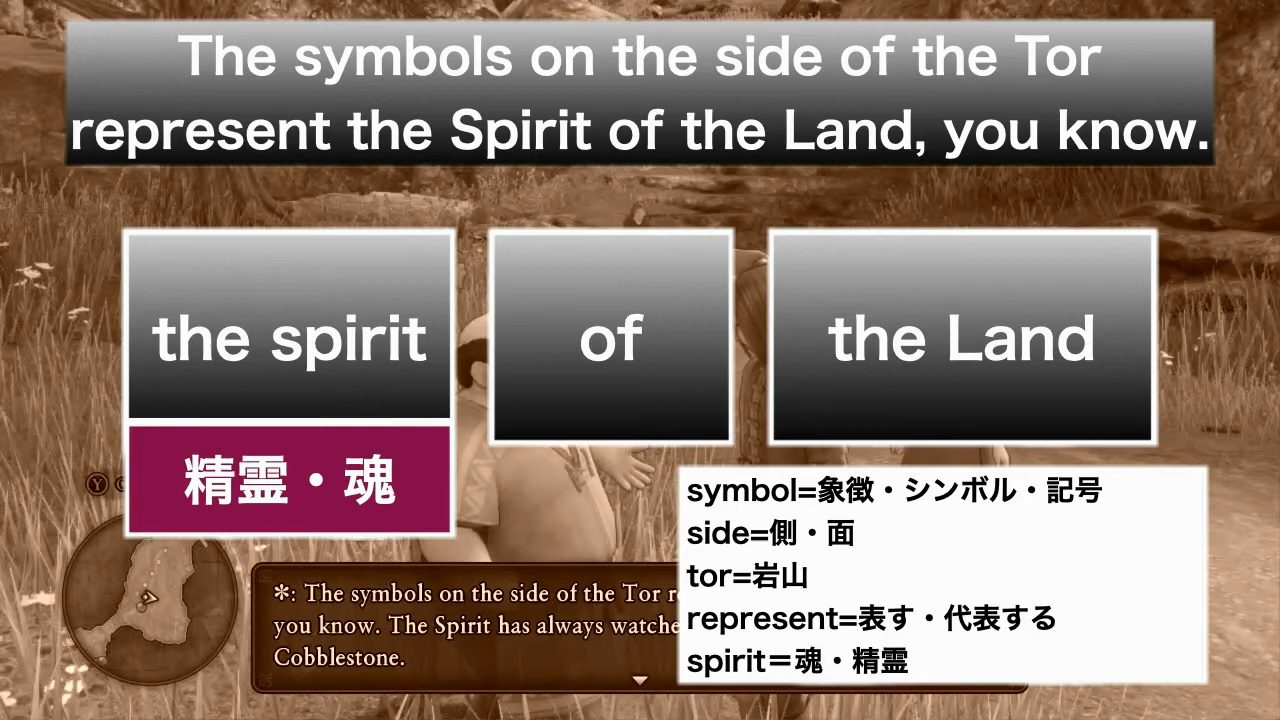 The symbols on the side of the Tor
represent the Spirit of the Land, you know.
the spirit
of
the Land
精霊・魂
symbol=象徴・シンボル・記号
side=側・面
tor=岩山
represent=表す・代表する
spirit＝魂・精霊
Y
*: The symbols on the side of the Tor
you know. The Spirit has always watche
Cobblestone.